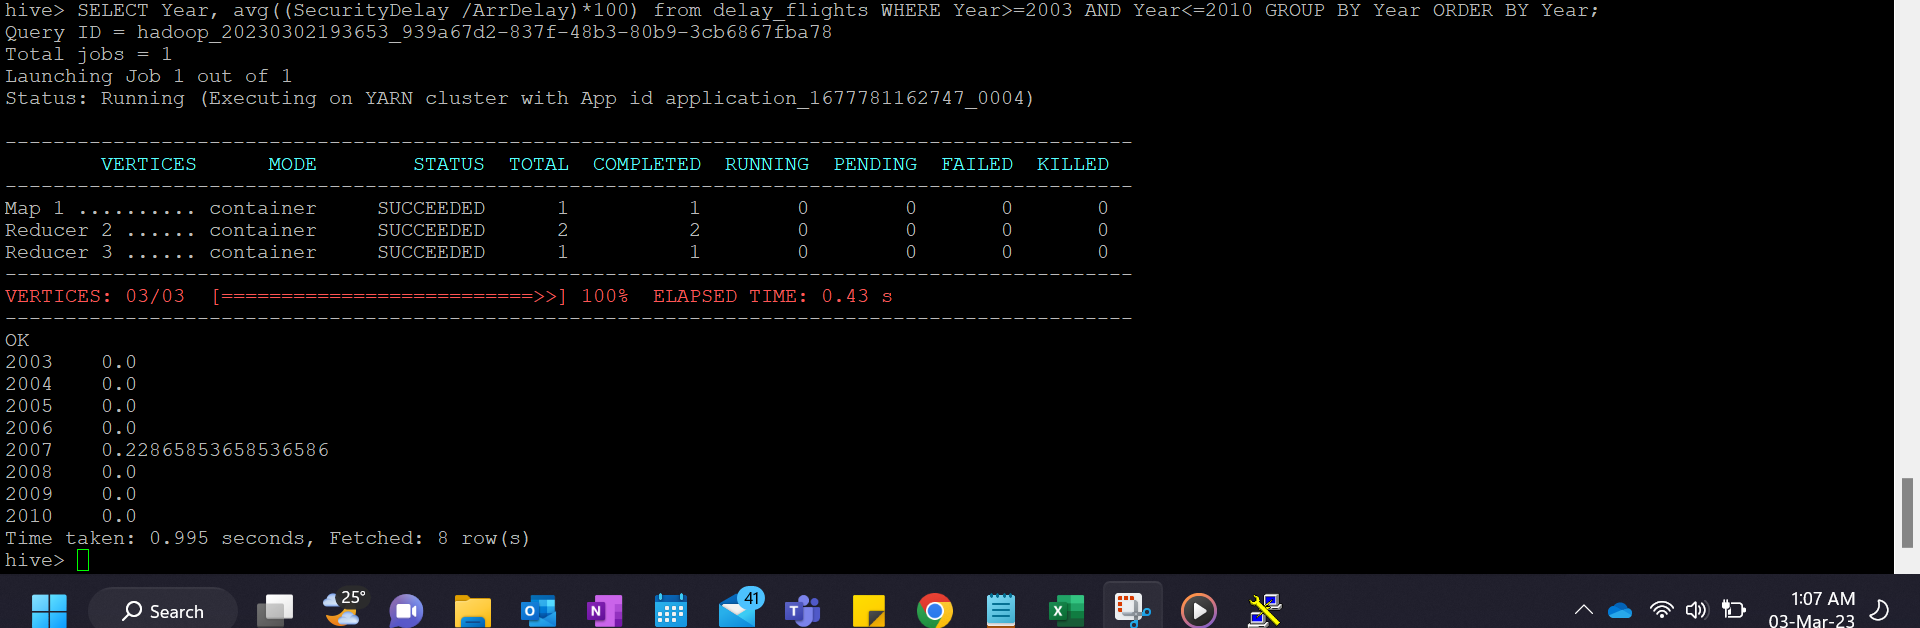 hive> SELECT Year, avg((SecurityDelay /ArrDelay)*100) from delay_flights WHERE Year>=2003 AND Year<=2010 GROUP BY Year ORDER BY Year;
Query ID = hadoop_20230302193653_939a67d2-837f-48b3-80b9-3cb6867fba78
Total jobs = 1
Launching Job 1 out of 1
Status: Running (Executing on YARN cluster with App id application_1677781162747_0004)
----------------------------------------------------------------------------------------------
VERTICES MODE STATUS TOTAL COMPLETED RUNNING PENDING FAILED KILLED
----------------------------------------------------------------------------------------------
Map 1 .......... container SUCCEEDED 1 1 0 0 0 0
Reducer 2 ...... container SUCCEEDED 2 2 0 0 0 0
Reducer 3 ...... container SUCCEEDED 1 1 0 0 0 0
----------------------------------------------------------------------------------------------
VERTICES: 03/03 [==========================>>] 100% ELAPSED TIME: 0.43 s
----------------------------------------------------------------------------------------------
OK
2003 0.0
2004 0.0
2005 0.0
2006 0.0
2007 0.22865853658536586
2008 0.0
2009 0.0
2010 0.0
Time taken: 0.995 seconds, Fetched: 8 row(s)
hive>
Search
25°
41
1:07 AM
03-Mar-23